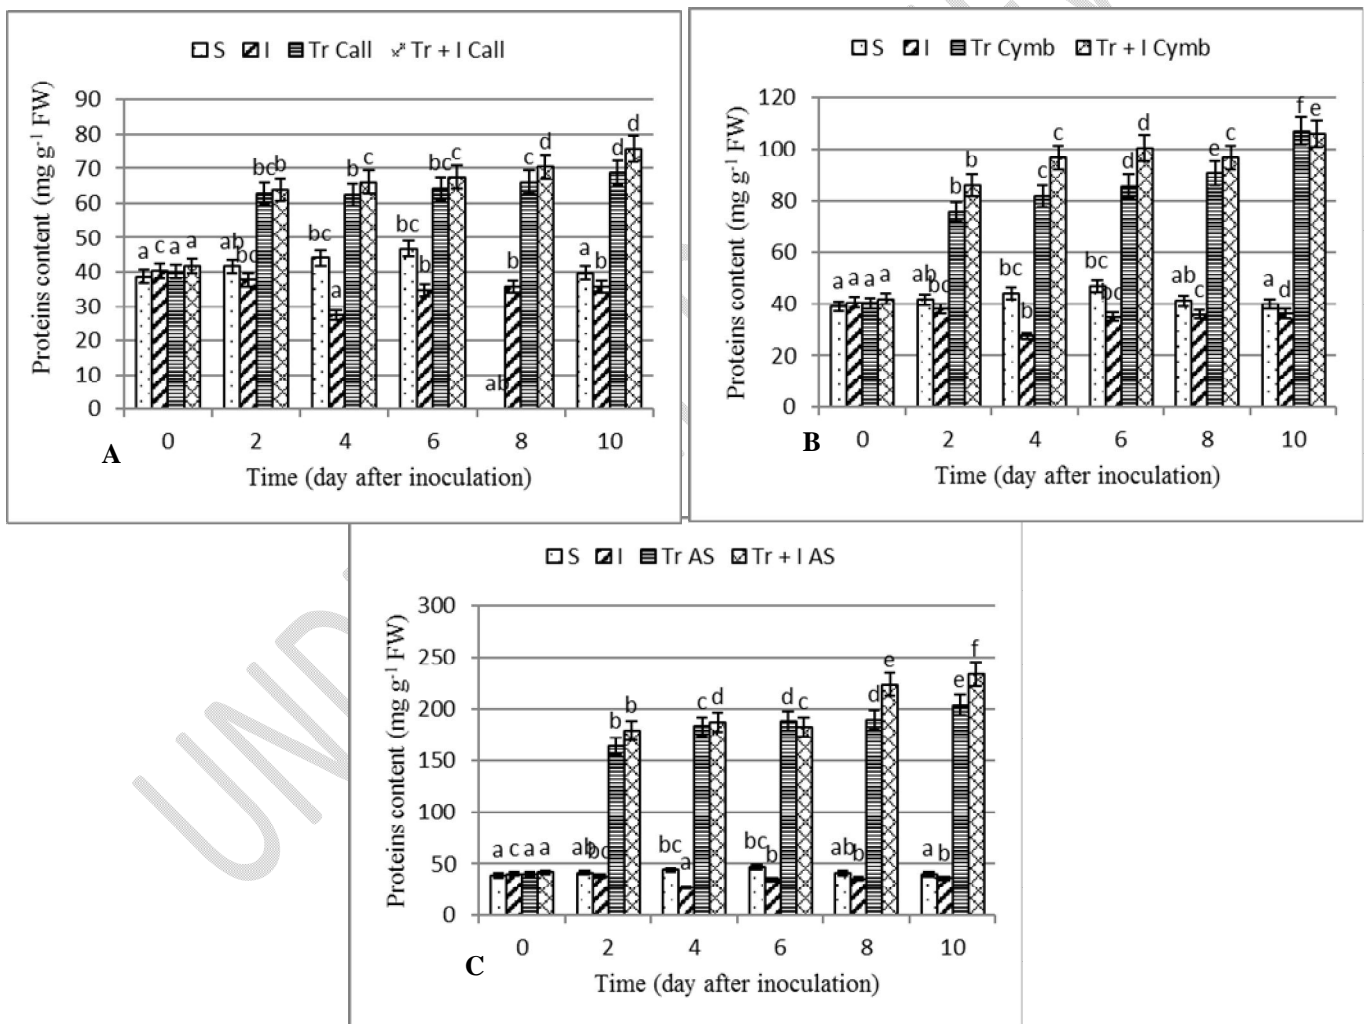 S I Tr Call Tr + I Call
Proteins content (mg g-1 FW)
90
80
70
60
50
40
30
20
10
0
a c a a ab bc bc b bc a b c bc b bc c ab b c d a b d d
0 2 4 6 8 10
A
Time (day after inoculation)
S I Tr Cymb Tr + I Cymb
Proteins content (mg g-1 FW)
120
100
80
60
40
20
0
a a a a ab bc b b bc b c c bc bc d d ab c e c a d f e
0 2 4 6 8 10
B
Time (day after inoculation)
S I Tr AS Tr + I AS
Proteins content (mg g-1 FW)
300
250
200
150
100
50
0
a c a a ab bc b b bc a c d bc b d c ab b d e a b e f
0 2 4 6 8 10
C
Time (day after inoculation)
UND